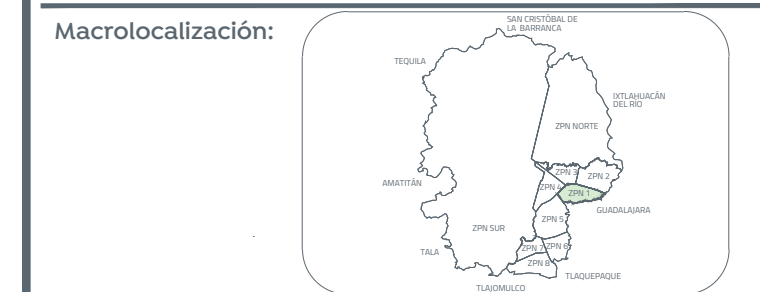 Macrolocalización:
SAN CRISTÓBAL DE
LA BARRANCA
TEQUILA
IXTLAHUACÁN
DEL RÍO
ZPN NORTE
ZPN 3
ZPN 2
ZPN 4
ZPN 1
AMATITÁN
GUADALAJARA
ZPN 5
ZPN SUR
ZPN 7
ZPN 6
TALA
ZPN 8
TLAQUEPAQUE
TLAJOMULCO